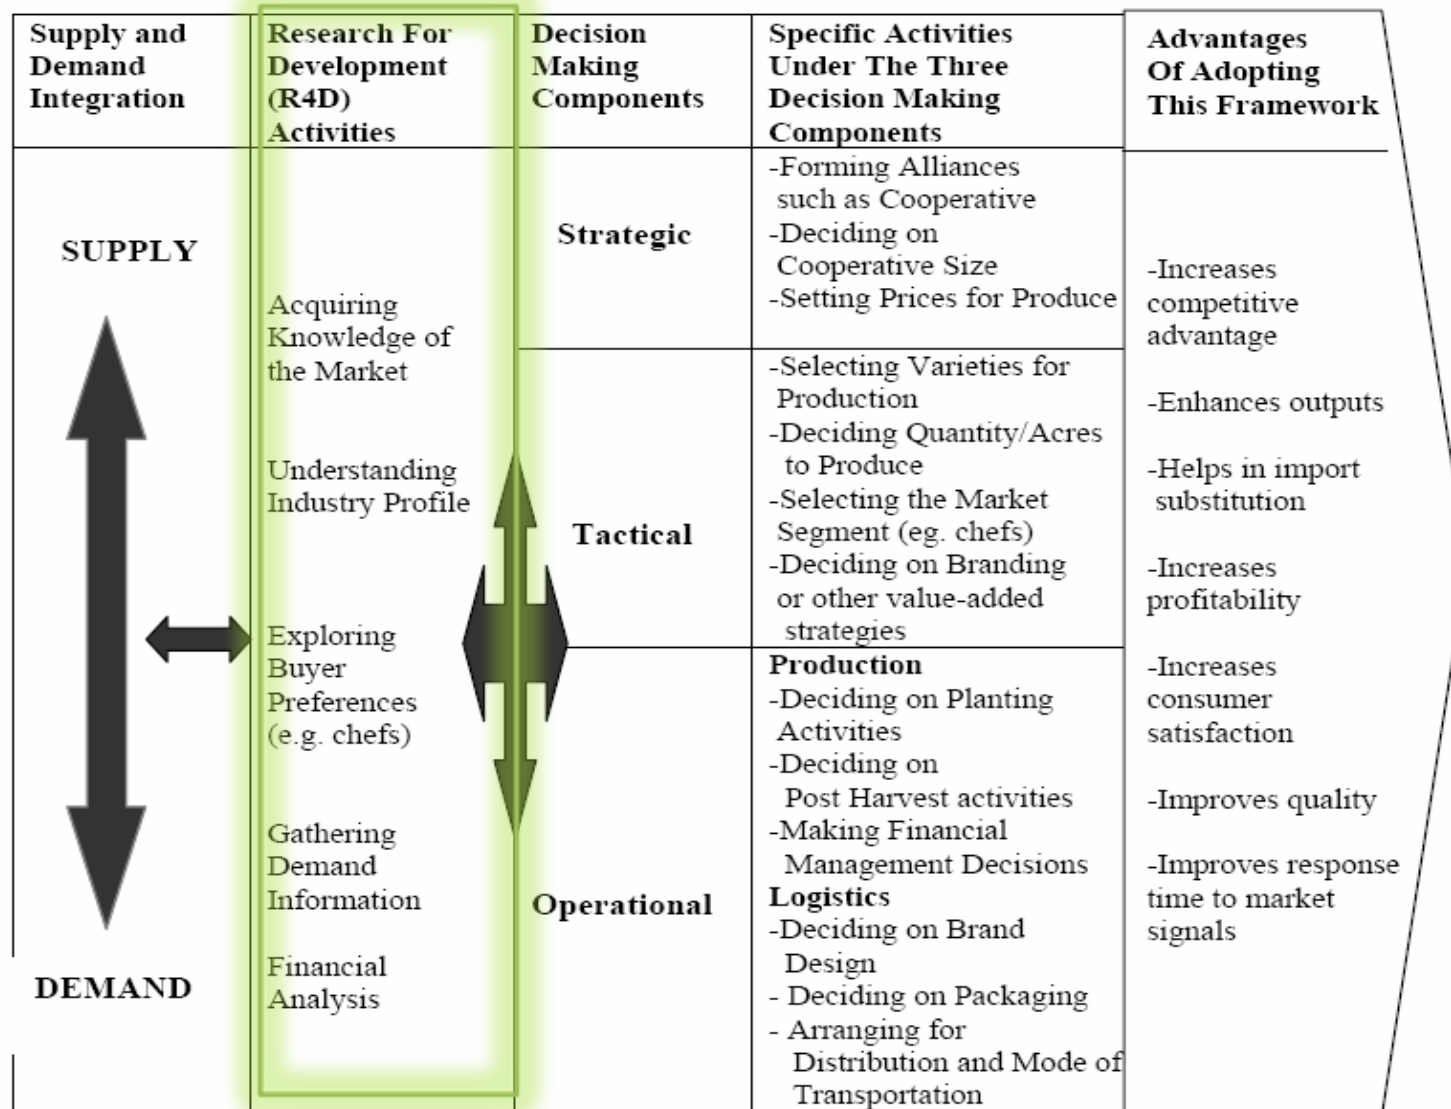 Supply and
Demand
Integration
Research For
Development
(R4D)
Activities
Decision
Making
Components
Specific Activities
Under The Three
Decision Making
Components
Advantages
Of Adopting
This Framework
SUPPLY
DEMAND
Acquiring
Knowledge of
the Market
Understanding
Industry Profile
Exploring
Buyer
Preferences
(e.g. chefs)
Gathering
Demand
Information
Financial
Analysis
Strategic
-Forming Alliances
such as Cooperative
-Deciding on
Cooperative Size
-Setting Prices for Produce
Tactical
-Selecting Varieties for
Production
-Deciding Quantity/Acres
to Produce
-Selecting the Market
Segment (eg. chefs)
-Deciding on Branding
or other value-added
strategies
Operational
Production
-Deciding on Planting
Activities
-Deciding on
Post Harvest activities
-Making Financial
Management Decisions
Logistics
-Deciding on Brand
Design
- Deciding on Packaging
- Arranging for
Distribution and Mode of
Transportation
-Increases
competitive
advantage
-Enhances outputs
-Helps in import
substitution
-Increases
profitability
-Increases
consumer
satisfaction
-Improves quality
-Improves response
time to market
signals